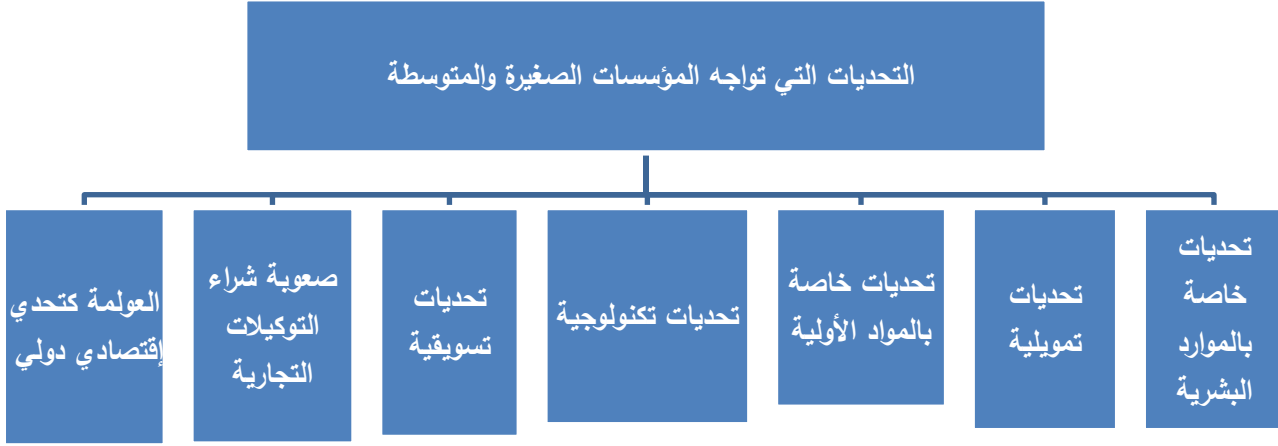 التحديات التي تواجه المؤسسات الصغيرة والمتوسطة
تحديات
خاصة
بالموارد
البشرية
تحديات
تمويلية
تحديات خاصة
بالمواد الأولية
تحديات تكنولوجية
تحديات
تسويقية
صعوبة شراء
التوكيلات
التجارية
العولمة كتحدي
إقتصادي دولي